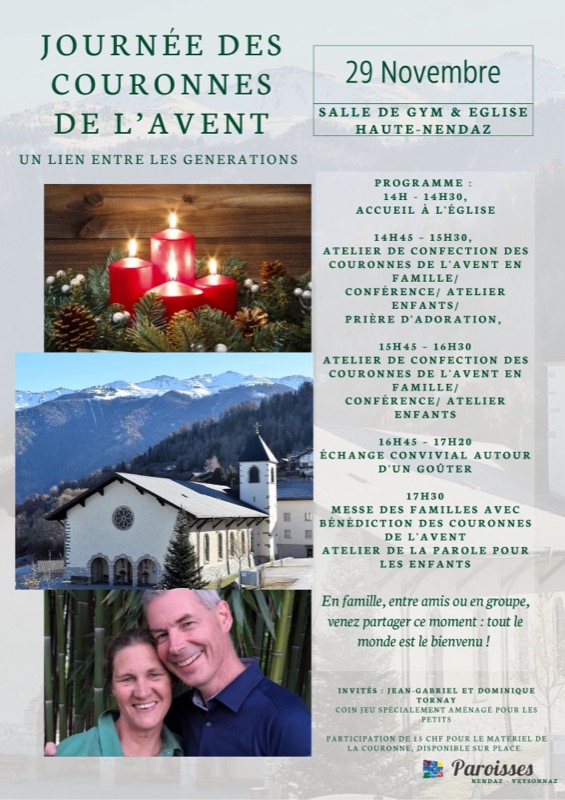 JOURNÉE DES
COURONNES
DE L'AVENT
UN LIEN ENTRE LES GENERATIONS
29 Novembre
SALLE DE GYM & EGLISE
HAUTE-NENDAZ
PROGRAMME :
14H - 14H30,
ACCUEIL À L'ÉGLISE
14H45 - 15H30,
ATELIER DE CONFECTION DES
COURONNES DE L'AVENT EN
FAMILLE/
CONFÉRENCE/ ATELIER
ENFANTS/
PRIÈRE D'ADORATION,
15H45 - 16H30
ATELIER DE CONFECTION DES
COURONNES DE L'AVENT EN
FAMILLE/
CONFÉRENCE/ ATELIER
ENFANTS
16H45 - 17H20
ÉCHANGE CONVIVIAL AUTOUR
D'UN GOÛTER
17H30
MESSE DES FAMILLES AVEC
BÉNÉDICTION DES COURONNES
DE L'AVENT
ATELIER DE LA PAROLE POUR
LES ENFANTS
En famille, entre amis ou en groupe,
venez partager ce moment : tout le
monde est le bienvenu !
INVITÉS : JEAN-GABRIEL ET DOMINIQUE
TORNAY
COIN JEU SPÉCIALEMENT AMÉNAGÉ POUR LES
PETITS
PARTICIPATION DE 15 CHF POUR LE MATERIEL DE
LA COURONNE, DISPONIBLE SUR PLACE.
Paroisses
NENDAZ - VEYSONNAZ